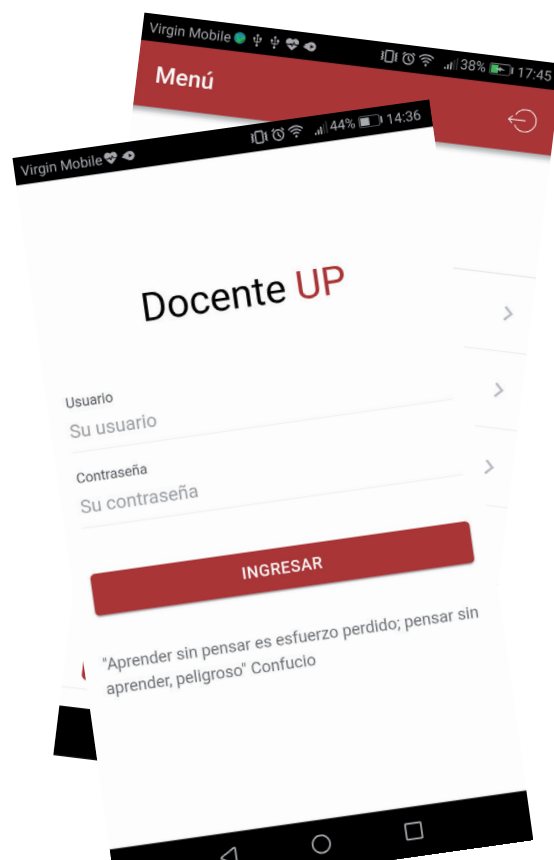 Virgin Mobile 38% 17:45
Menú
Virgin Mobile 44% 14:36
Docente UP
Usuario
Su usuario
Contraseña
Su contraseña
INGRESAR
"Aprender sin pensar es esfuerzo perdido; pensar sin
aprender, peligroso" Confucio